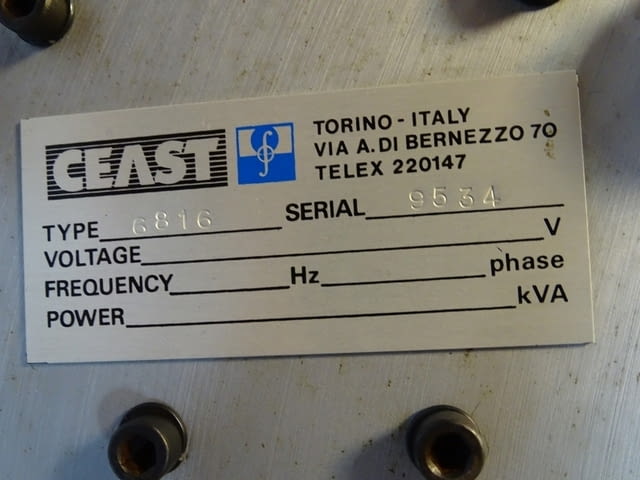 CEAST
TORINO - ITALY
VIA A. DI BERNEZZO 70
TELEX 220147
TYPE 6816 SERIAL 9534
VOLTAGE V
FREQUENCY Hz phase
POWER kVA